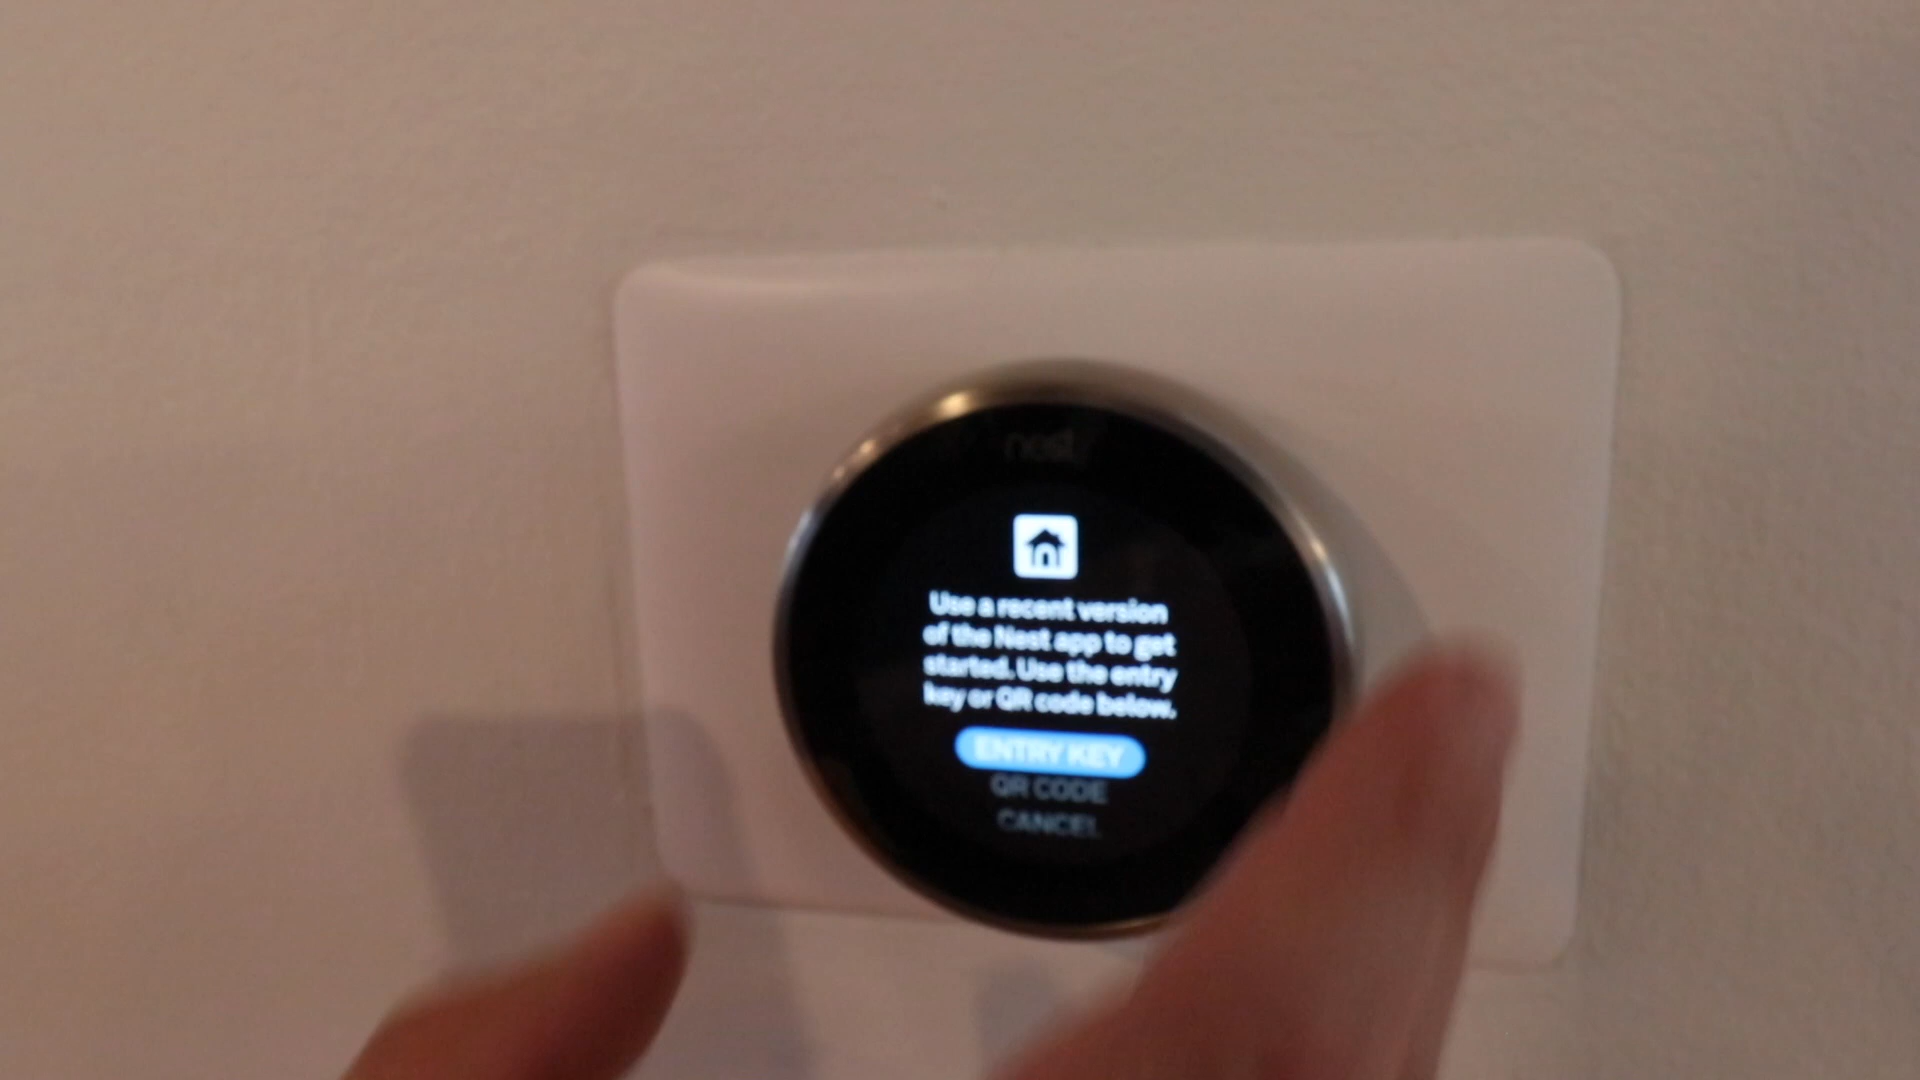 nest
Use a recent version
of the Nest app to get
started. Use the entry
key or QR code below.
ENTRY KEY
QR CODE
CANCEL